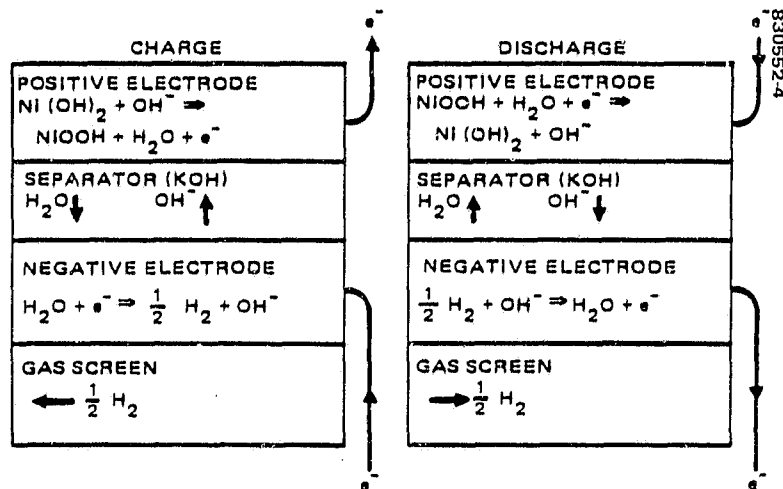 CHARGE
e⁻
POSITIVE ELECTRODE
Ni (OH)₂ + OH⁻ ⇒
NiOOH + H₂O + e⁻
SEPARATOR (KOH)
H₂O↓ OH⁻↑
NEGATIVE ELECTRODE
H₂O + e⁻ ⇒ 1/2 H₂ + OH⁻
GAS SCREEN
← 1/2 H₂
e⁻
DISCHARGE
e⁻
POSITIVE ELECTRODE
NiOCH + H₂O + e⁻ ⇒
Ni (OH)₂ + OH⁻
SEPARATOR (KOH)
H₂O↑ OH⁻↓
NEGATIVE ELECTRODE
1/2 H₂ + OH⁻ ⇒ H₂O + e⁻
GAS SCREEN
→ 1/2 H₂
e⁻
830552-4